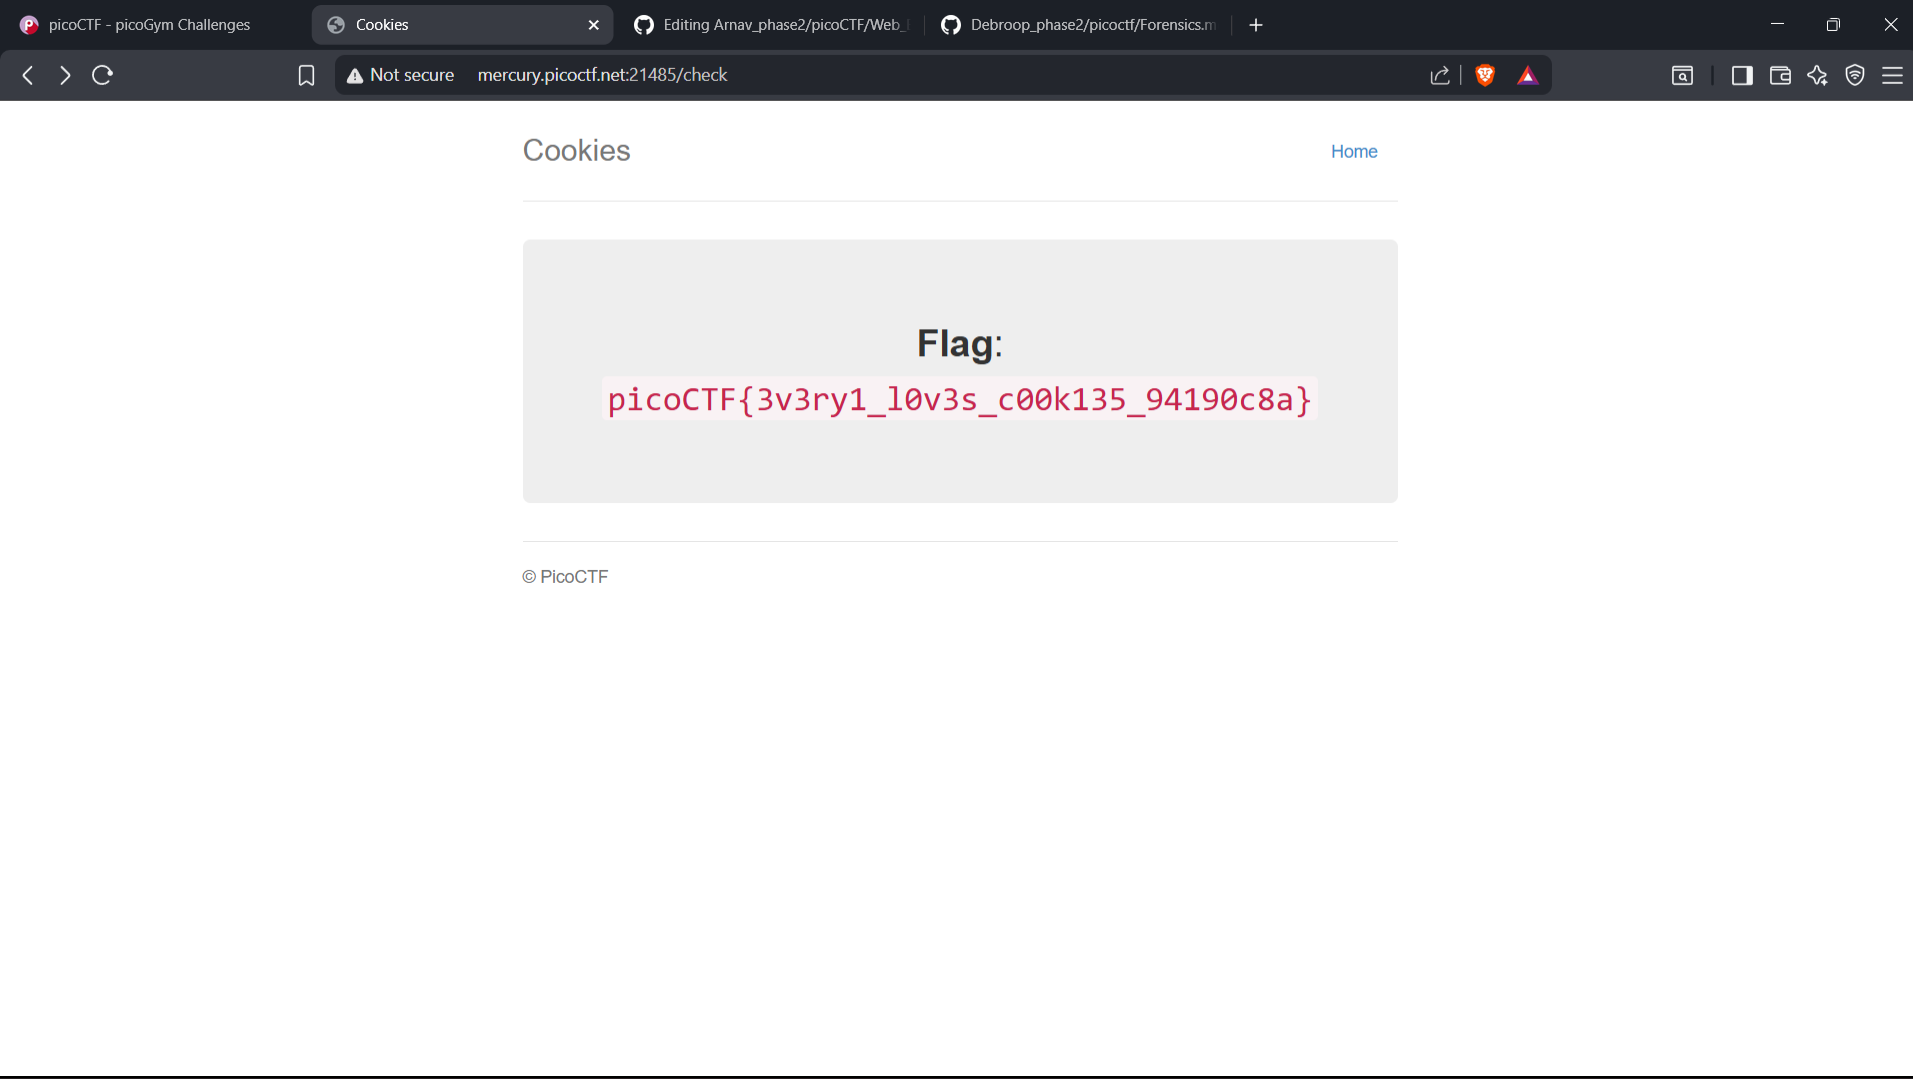 picoCTF - picoGym Challenges
Cookies
Editing Arnav_phase2/picoCTF/Web_
Debroop_phase2/picoctf/Forensics.m
Not secure mercury.picoctf.net:21485/check
Cookies
Home
Flag:
picoCTF{3v3ry1_l0v3s_c00k135_94190c8a}
© PicoCTF